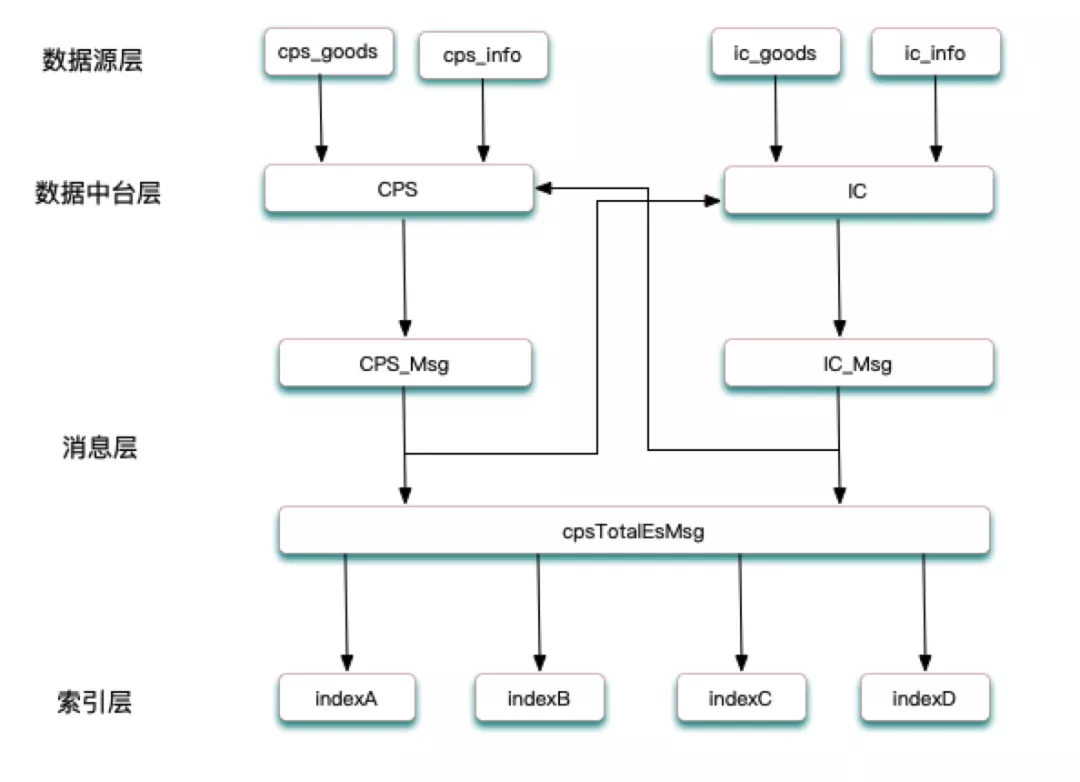 数据源层
cps_goods
cps_info
ic_goods
ic_info
数据中台层
CPS
IC
CPS_Msg
IC_Msg
消息层
cpsTotalEsMsg
索引层
indexA
indexB
indexC
indexD